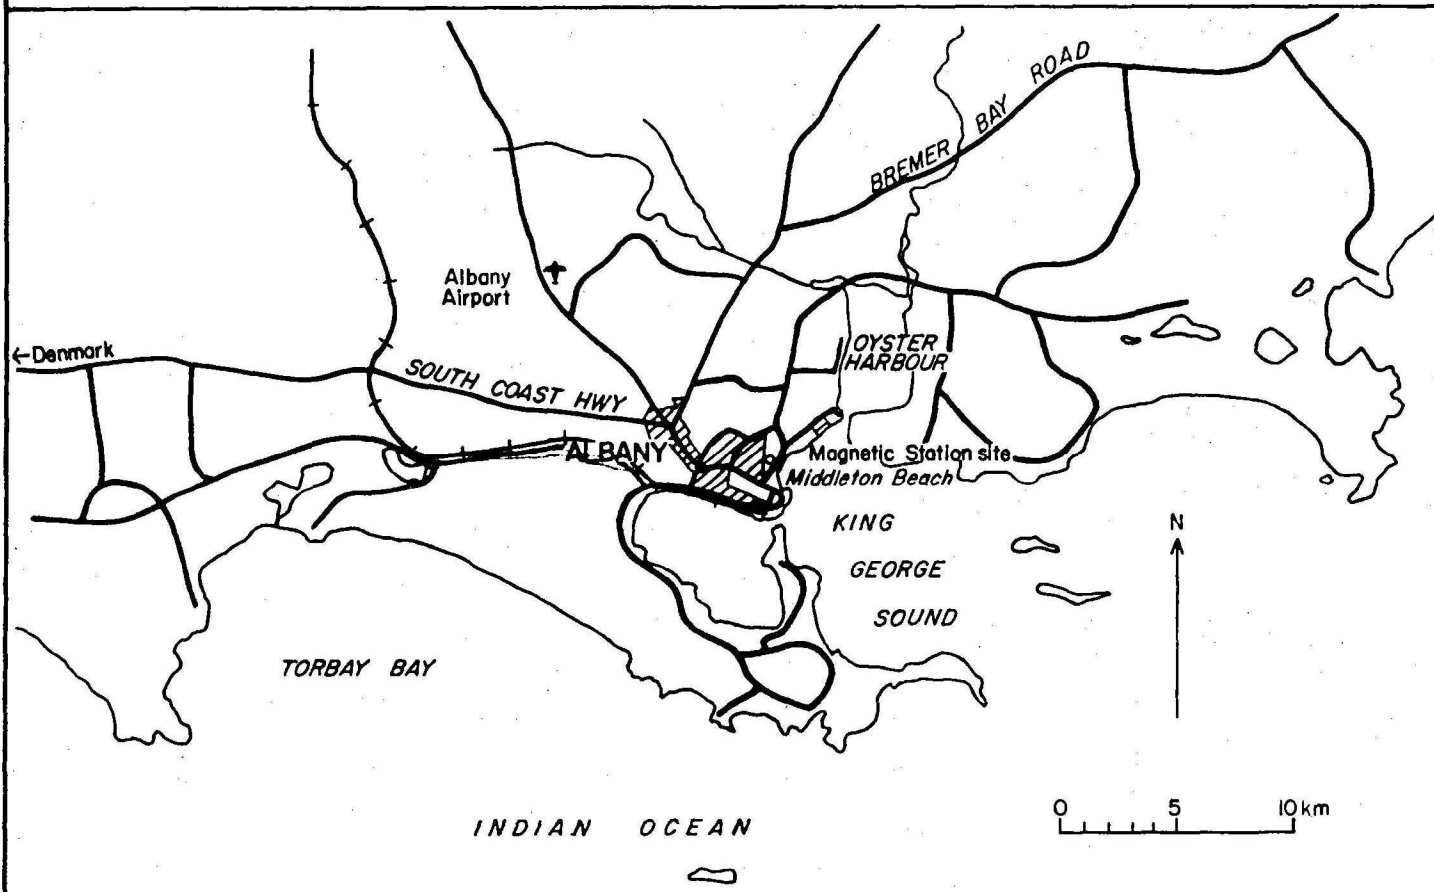 BREMER BAY ROAD
Albany
Airport
←Denmark
SOUTH COAST HWY
OYSTER
HARBOUR
ALBANY
Magnetic Station site
Middleton Beach
KING
GEORGE
SOUND
N
TORBAY BAY
0 5 10 km
INDIAN OCEAN